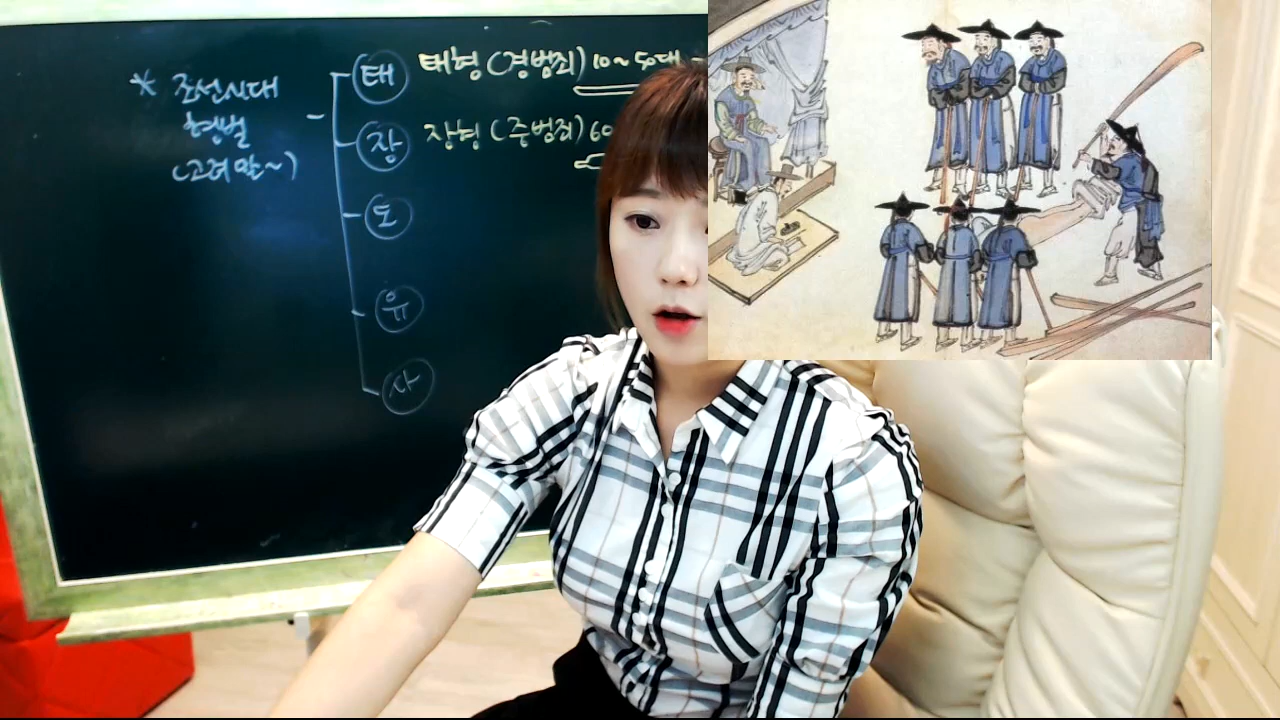 * 조선시대
형벌
(고려 말~)
태 태형 (경범죄) 10~50대
장 장형 (중범죄) 60
도
유
사